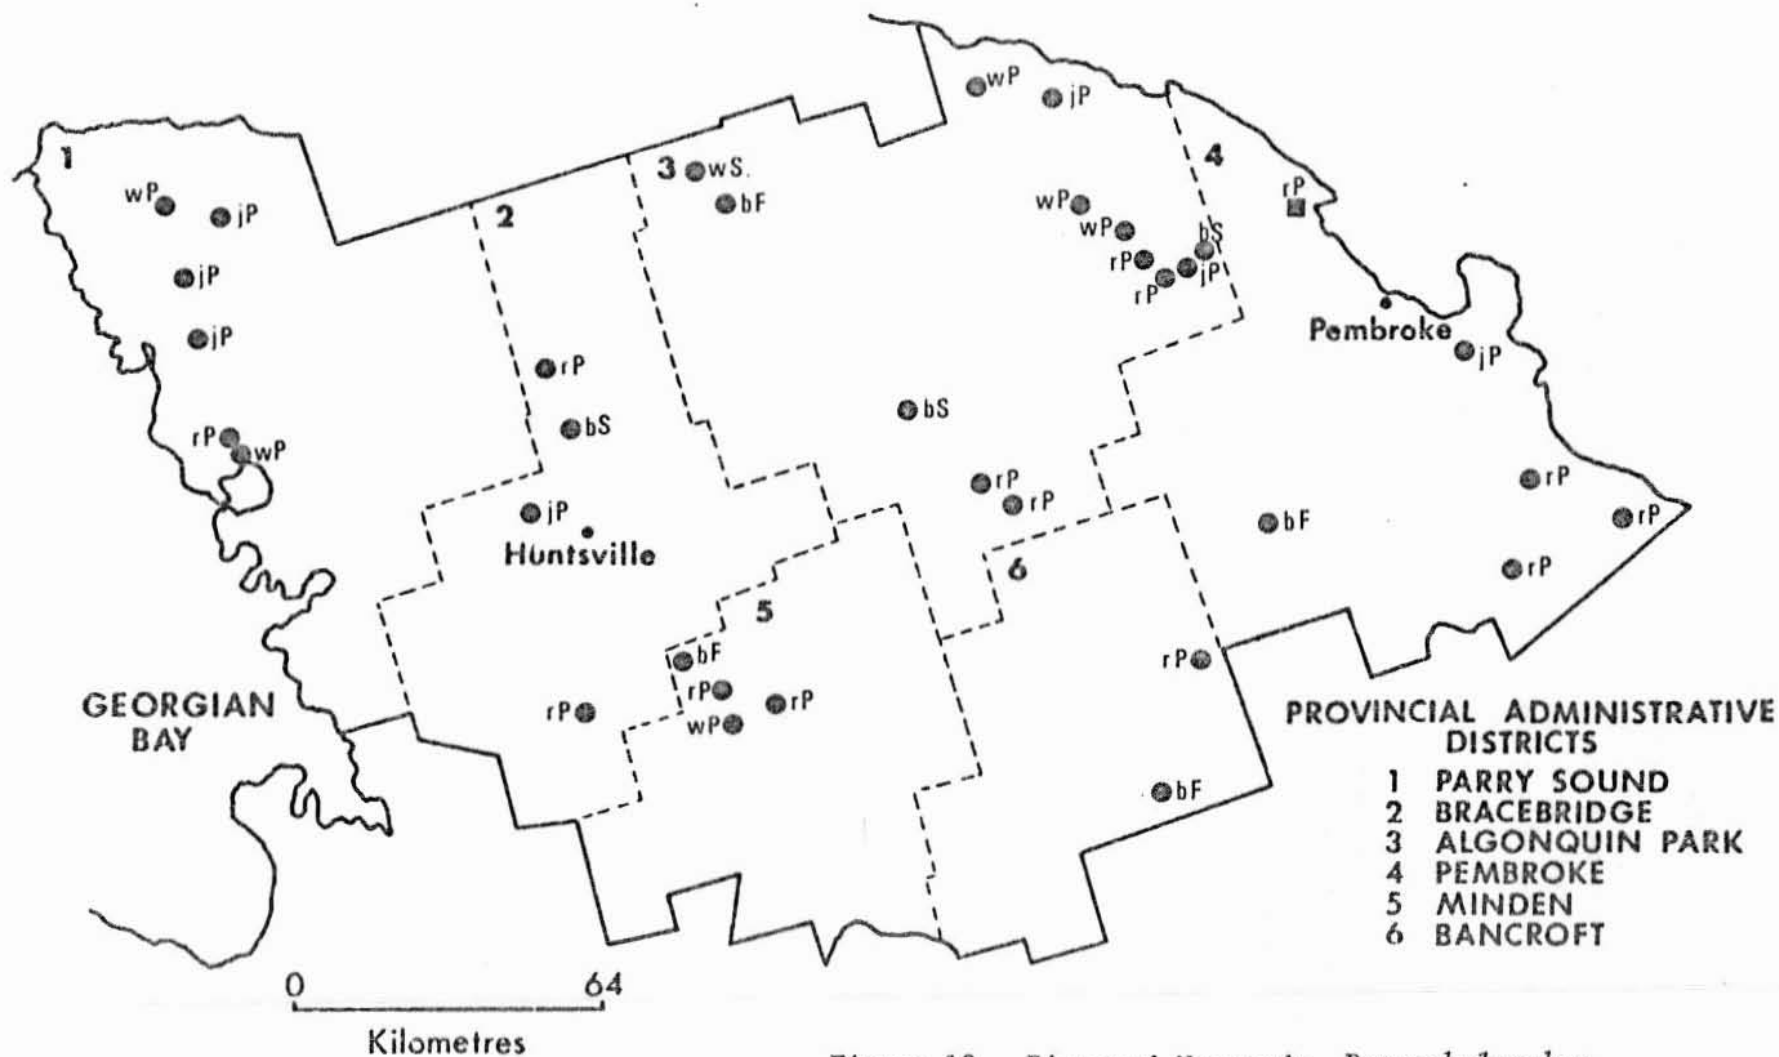 wP
jP
1
4
3
wS.
bF
wP
jP
2
rP
wP
wP
bS
rP
jP
rP
jP
jP
Pembroke
jP
rP
bS
bS
rP
wP
rP
rP
rP
jP
bF
rP
Huntsville
6
rP
5
bF
rP
GEORGIAN
BAY
rP
rP
rP
wP
bF
PROVINCIAL ADMINISTRATIVE
DISTRICTS
1 PARRY SOUND
2 BRACEBRIDGE
3 ALGONQUIN PARK
4 PEMBROKE
5 MINDEN
6 BANCROFT
0 64
Kilometres